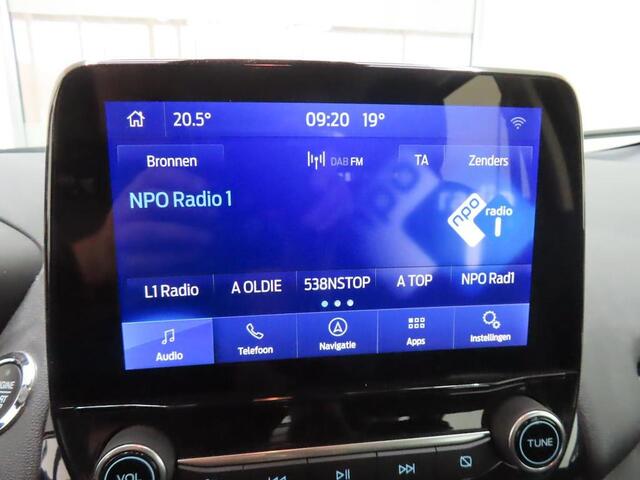 20.5° 09:20 19°
Bronnen DAB FM TA Zenders
NPO Radio 1
npo radio 1
L1 Radio A OLDIE 538NSTOP A TOP NPO Rad1
Audio Telefoon Navigatie Apps Instellingen
VOL TUNE